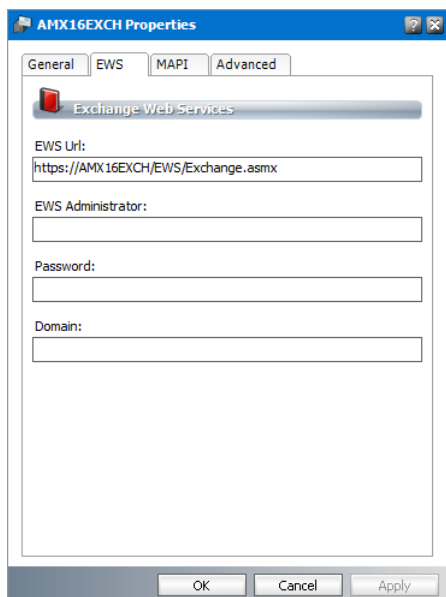 AMX16EXCH Properties
General EWS MAPI Advanced
Exchange Web Services
EWS Url:
https://AMX16EXCH/EWS/Exchange.asmx
EWS Administrator:
Password:
Domain:
OK Cancel Apply